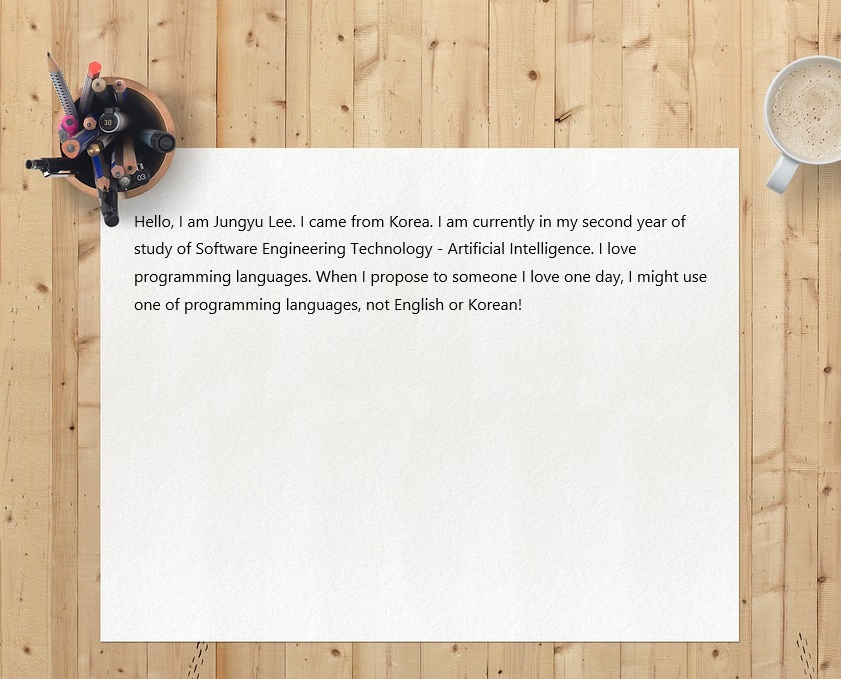 Hello, I am Jungyu Lee. I came from Korea. I am currently in my second year of
study of Software Engineering Technology - Artificial Intelligence. I love
programming languages. When I propose to someone I love one day, I might use
one of programming languages, not English or Korean!